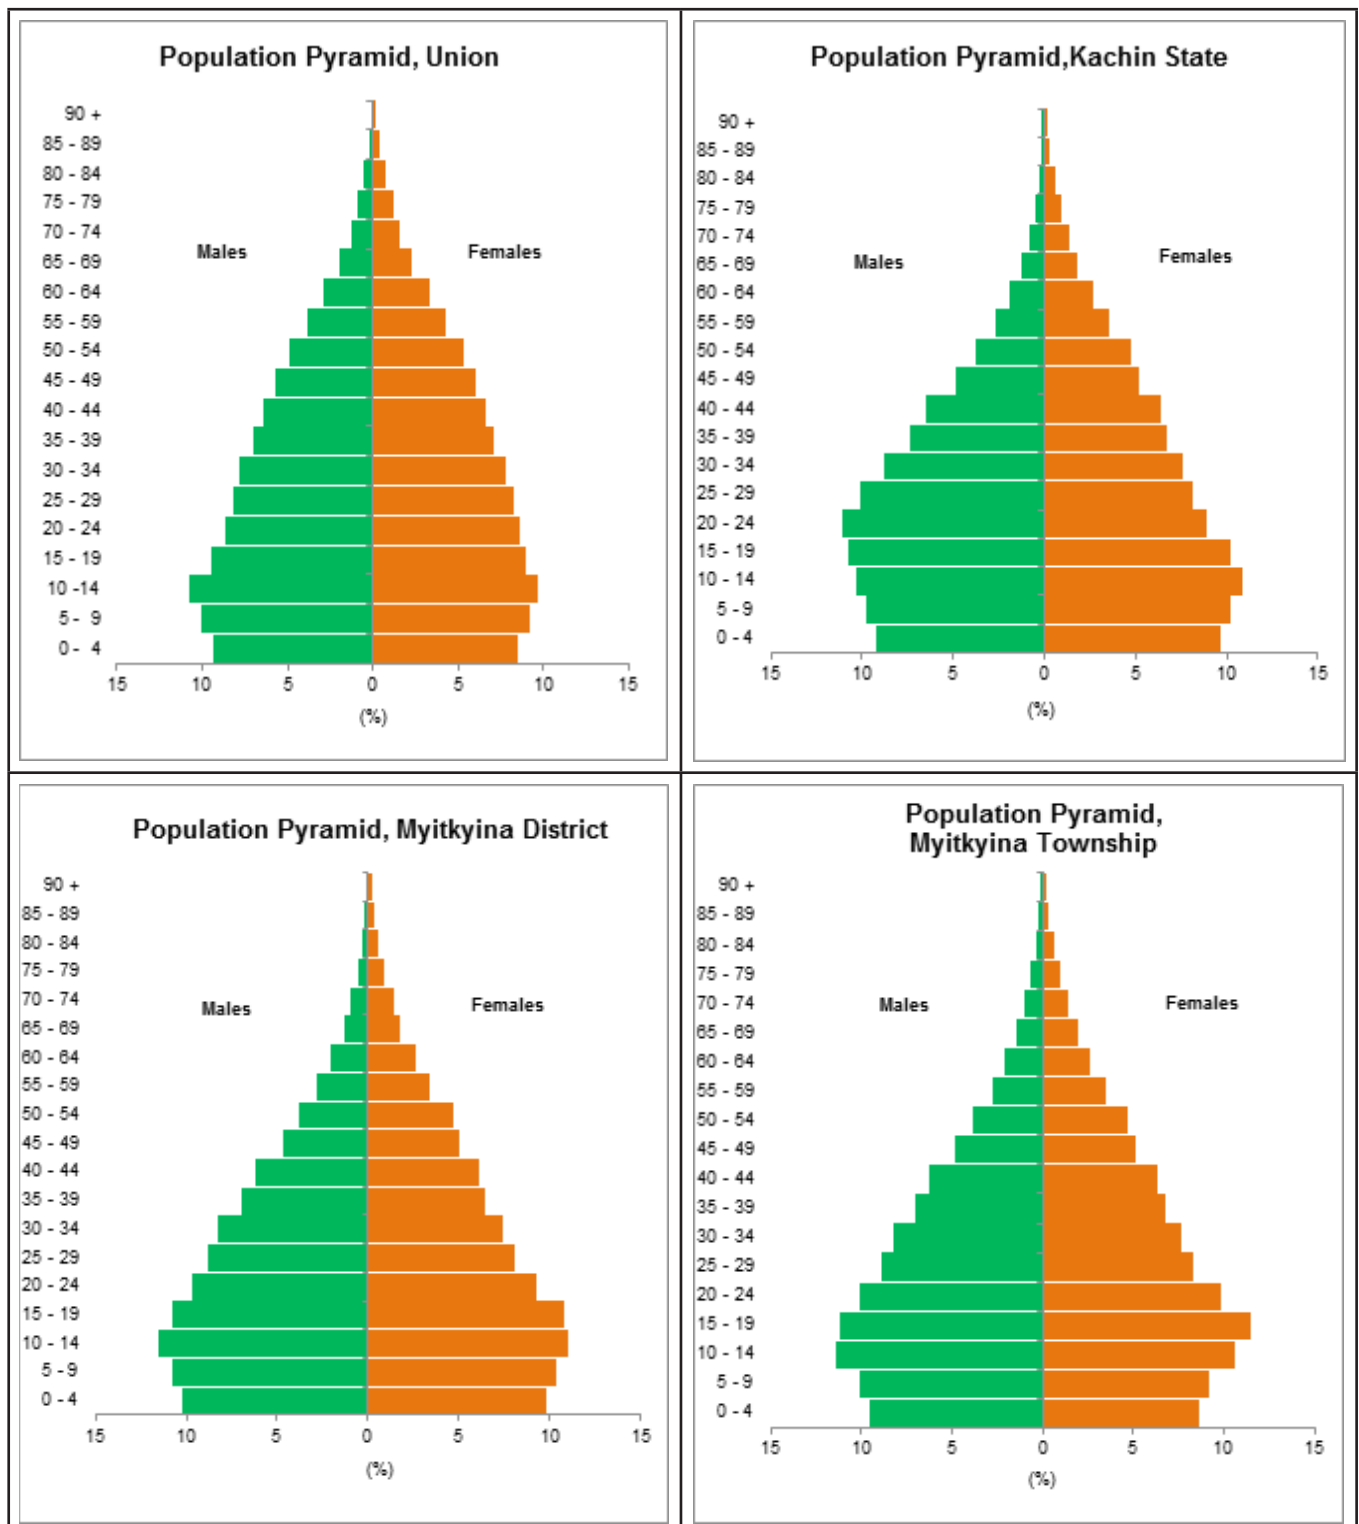 Population Pyramid, Union
90 +
85 - 89
80 - 84
75 - 79
70 - 74
Males
Females
65 - 69
60 - 64
55 - 59
50 - 54
45 - 49
40 - 44
35 - 39
30 - 34
25 - 29
20 - 24
15 - 19
10 -14
5 - 9
0 - 4
15 10 5 0 5 10 15
(%)
Population Pyramid,Kachin State
90 +
85 - 89
80 - 84
75 - 79
70 - 74
Males
Females
65 - 69
60 - 64
55 - 59
50 - 54
45 - 49
40 - 44
35 - 39
30 - 34
25 - 29
20 - 24
15 - 19
10 - 14
5 - 9
0 - 4
15 10 5 0 5 10 15
(%)
Population Pyramid, Myitkyina District
90 +
85 - 89
80 - 84
75 - 79
70 - 74
Males
Females
65 - 69
60 - 64
55 - 59
50 - 54
45 - 49
40 - 44
35 - 39
30 - 34
25 - 29
20 - 24
15 - 19
10 - 14
5 - 9
0 - 4
15 10 5 0 5 10 15
(%)
Population Pyramid,
Myitkyina Township
90 +
85 - 89
80 - 84
75 - 79
70 - 74
Males
Females
65 - 69
60 - 64
55 - 59
50 - 54
45 - 49
40 - 44
35 - 39
30 - 34
25 - 29
20 - 24
15 - 19
10 - 14
5 - 9
0 - 4
15 10 5 0 5 10 15
(%)